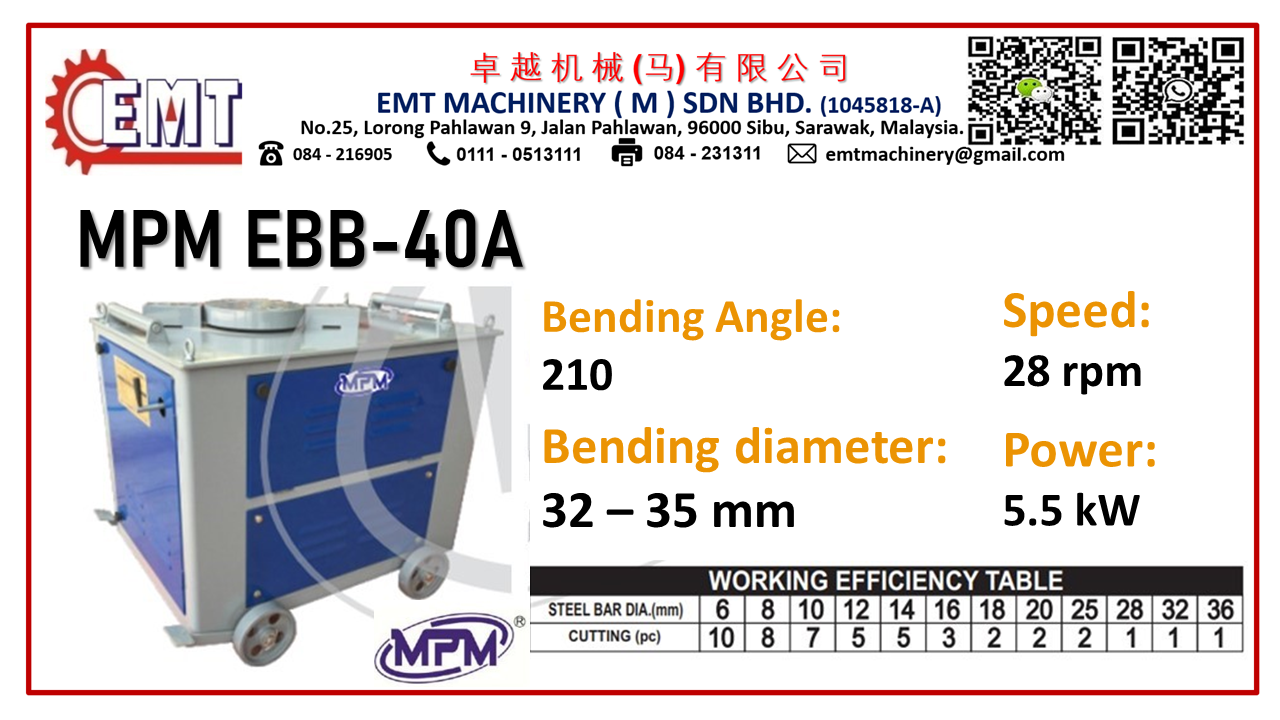 EMT
卓越机械(马)有限公司
EMT MACHINERY ( M ) SDN BHD. (1045818-A)
No.25, Lorong Pahlawan 9, Jalan Pahlawan, 96000 Sibu, Sarawak, Malaysia.
084 - 216905 0111 - 0513111 084 - 231311 emtmachinery@gmail.com
MPM EBB-40A
Bending Angle:
210
Speed:
28 rpm
Bending diameter:
32 – 35 mm
Power:
5.5 kW
MPM
MPM®
WORKING EFFICIENCY TABLE
STEEL BAR DIA.(mm) 6 8 10 12 14 16 18 20 25 28 32 36
CUTTING (pc) 10 8 7 5 5 3 2 2 2 1 1 1